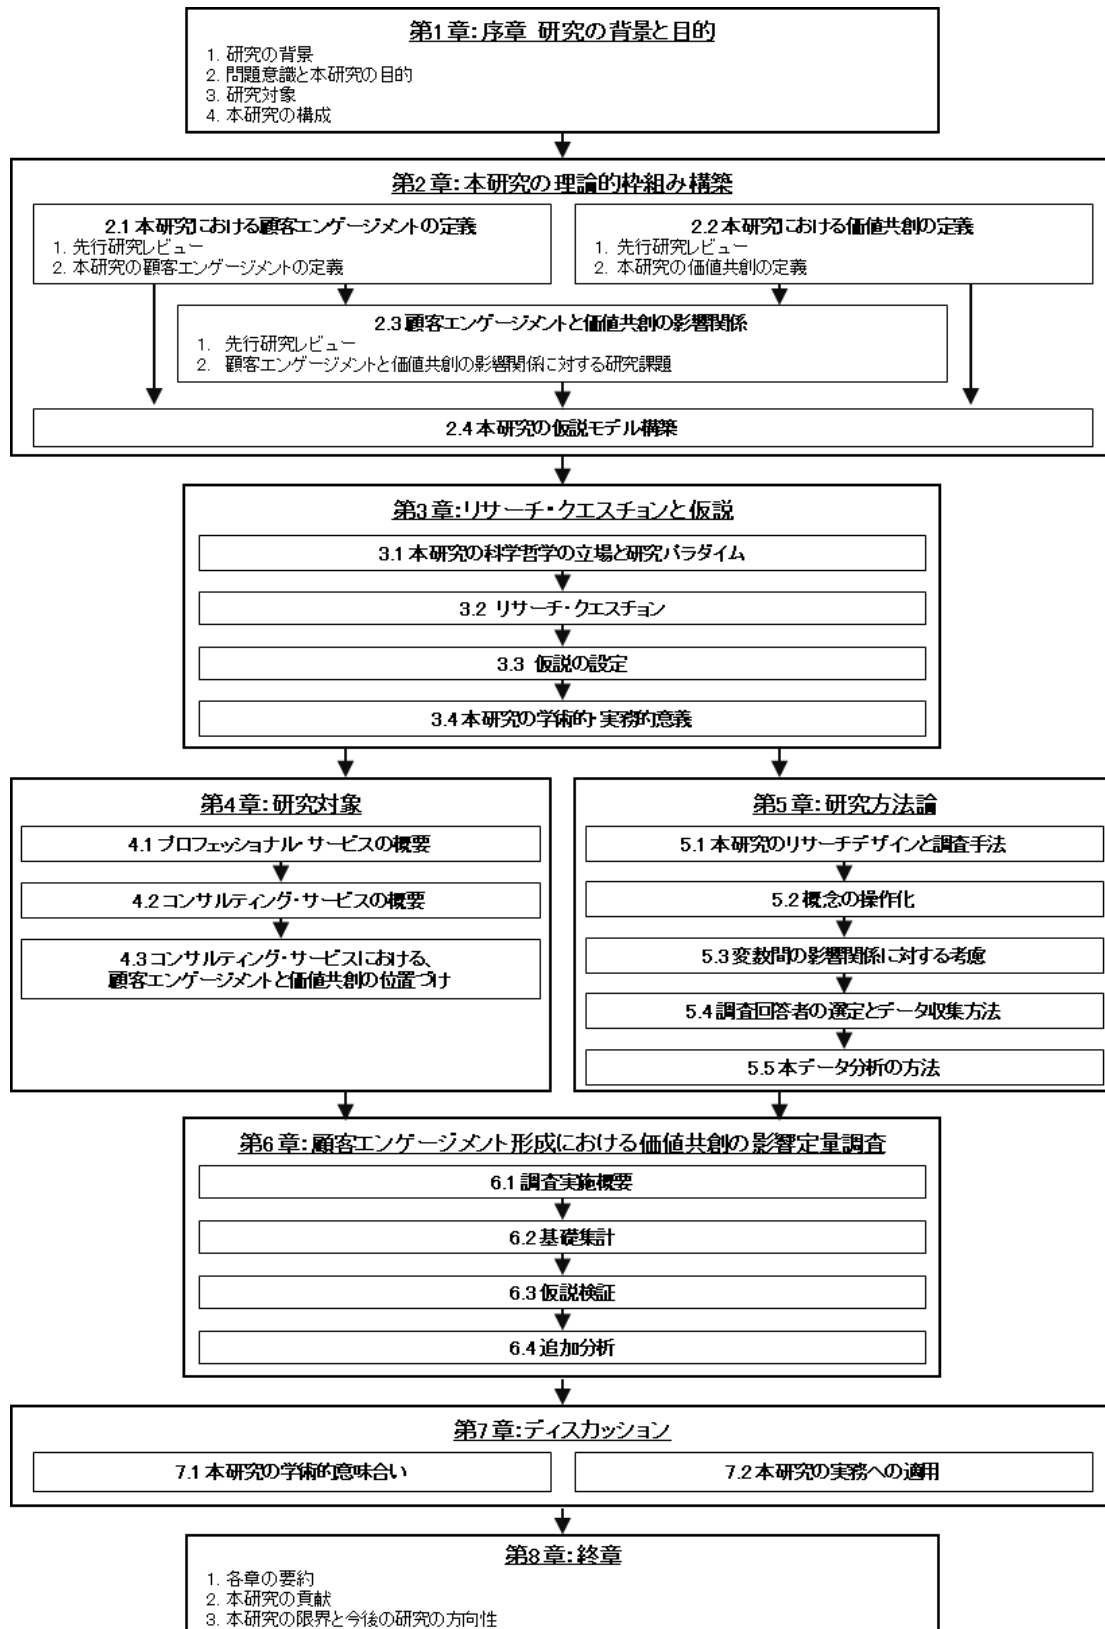 第1章:序章 研究の背景と目的
1. 研究の背景
2. 問題意識と本研究の目的
3. 研究対象
4. 本研究の構成
第2章:本研究の理論的枠組み構築
2.1 本研究における顧客エンゲージメントの定義
1. 先行研究レビュー
2. 本研究の顧客エンゲージメントの定義
2.2 本研究における価値共創の定義
1. 先行研究レビュー
2. 本研究の価値共創の定義
2.3 顧客エンゲージメントと価値共創の影響関係
1. 先行研究レビュー
2. 顧客エンゲージメントと価値共創の影響関係に対する研究課題
2.4 本研究の仮説モデル構築
第3章:リサーチ・クエスチョンと仮説
3.1 本研究の科学哲学の立場と研究パラダイム
3.2 リサーチ・クエスチョン
3.3 仮説の設定
3.4 本研究の学術的・実務的意義
第4章:研究対象
4.1 プロフェッショナル・サービスの概要
4.2 コンサルティング・サービスの概要
4.3 コンサルティング・サービスにおける、
顧客エンゲージメントと価値共創の位置づけ
第5章:研究方法論
5.1 本研究のリサーチデザインと調査手法
5.2 概念の操作化
5.3 変数間の影響関係に対する考慮
5.4 調査回答者の選定とデータ収集方法
5.5 本データ分析の方法
第6章:顧客エンゲージメント形成における価値共創の影響定量調査
6.1 調査実施概要
6.2 基礎集計
6.3 仮説検証
6.4 追加分析
第7章:ディスカッション
7.1 本研究の学術的意味合い
7.2 本研究の実務への適用
第8章:終章
1. 各章の要約
2. 本研究の貢献
3. 本研究の限界と今後の研究の方向性